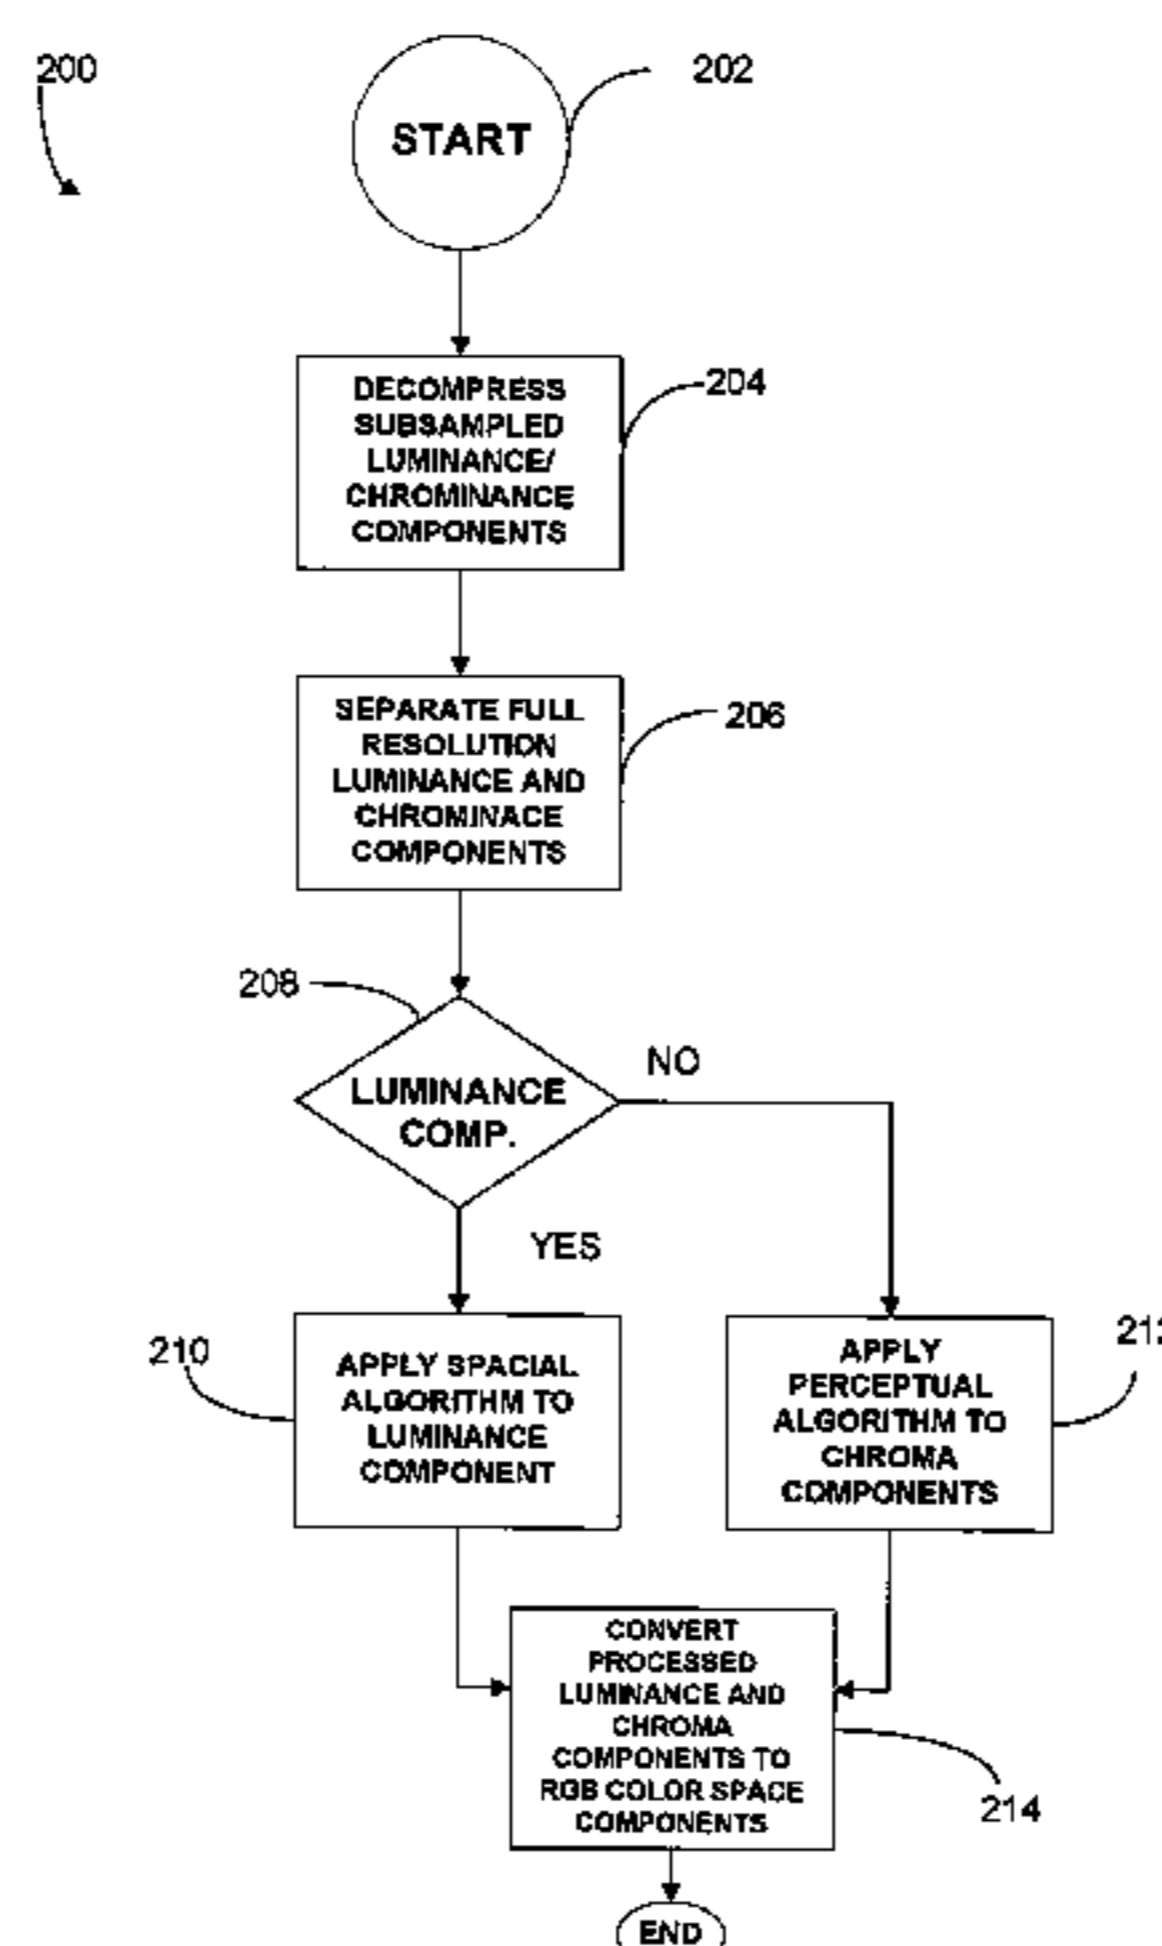 200
202
START
204
DECOMPRESS
SUBSAMPLED
LUMINANCE/
CHROMINANCE
COMPONENTS
206
SEPARATE FULL
RESOLUTION
LUMINANCE AND
CHROMINACE
COMPONENTS
208
LUMINANCE
COMP.
NO
YES
210
APPLY SPACIAL
ALGORITHM TO
LUMINANCE
COMPONENT
APPLY
PERCEPTUAL
ALGORITHM TO
CHROMA
COMPONENTS
CONVERT
PROCESSED
LUMINANCE AND
CHROMA
COMPONENTS TO
RGB COLOR SPACE
COMPONENTS
214
END